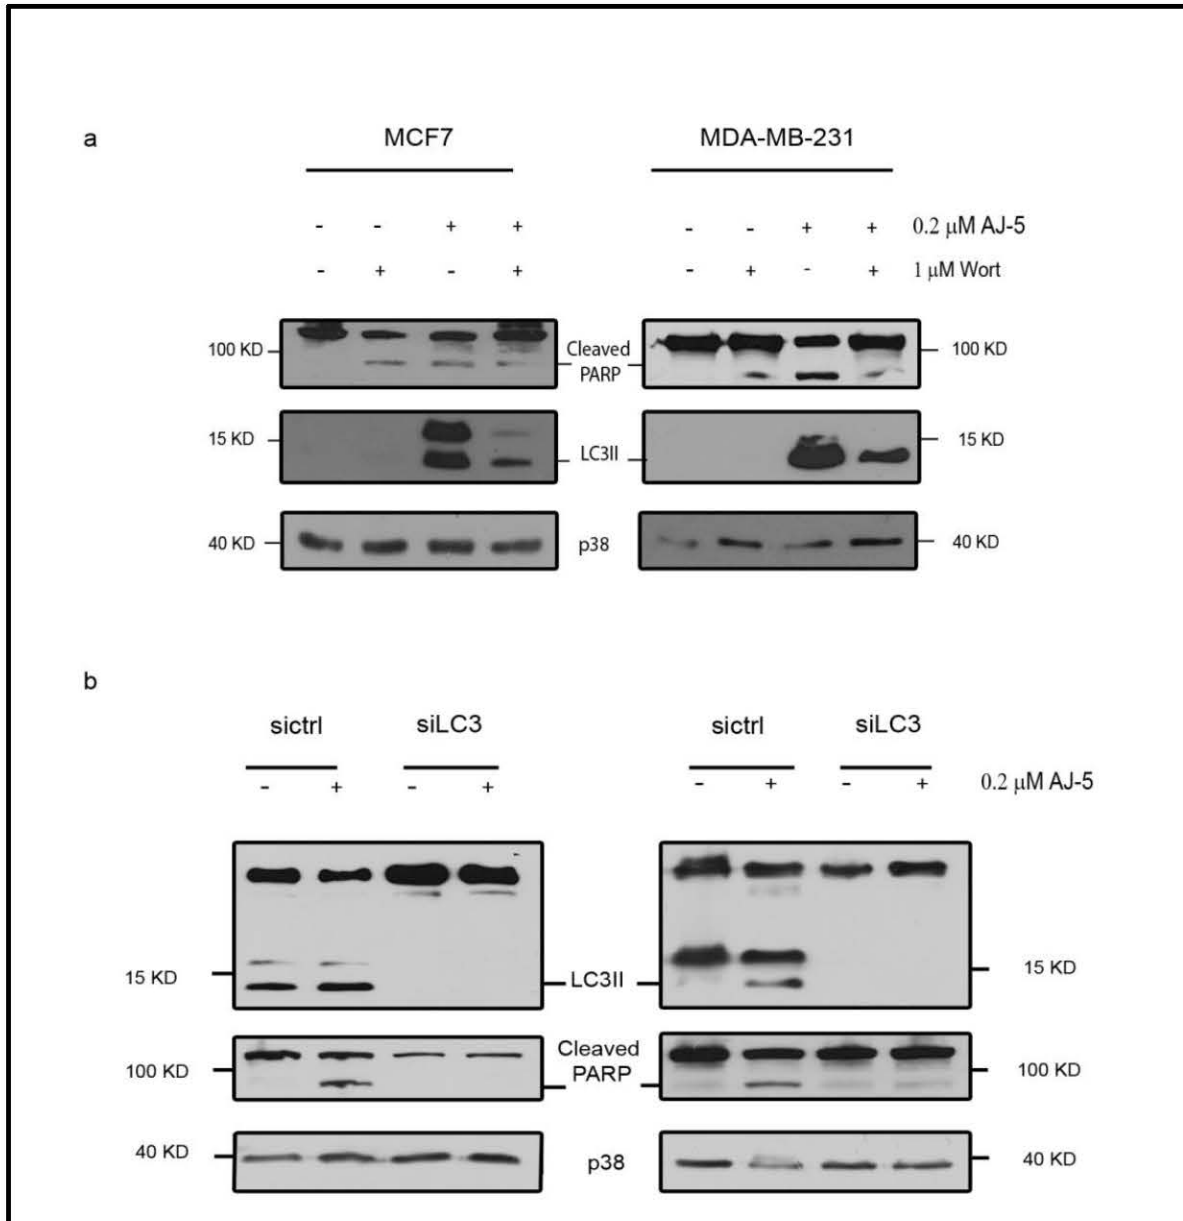 a
MCF7 MDA-MB-231
- - + + - - + + 0.2 µM AJ-5
- + - + - + - + 1 µM Wort
100 KD Cleaved PARP 100 KD
15 KD LC3II 15 KD
40 KD p38 40 KD
b
sictrl siLC3 sictrl siLC3
- + - + - + - + 0.2 µM AJ-5
15 KD LC3II 15 KD
100 KD Cleaved PARP 100 KD
40 KD p38 40 KD